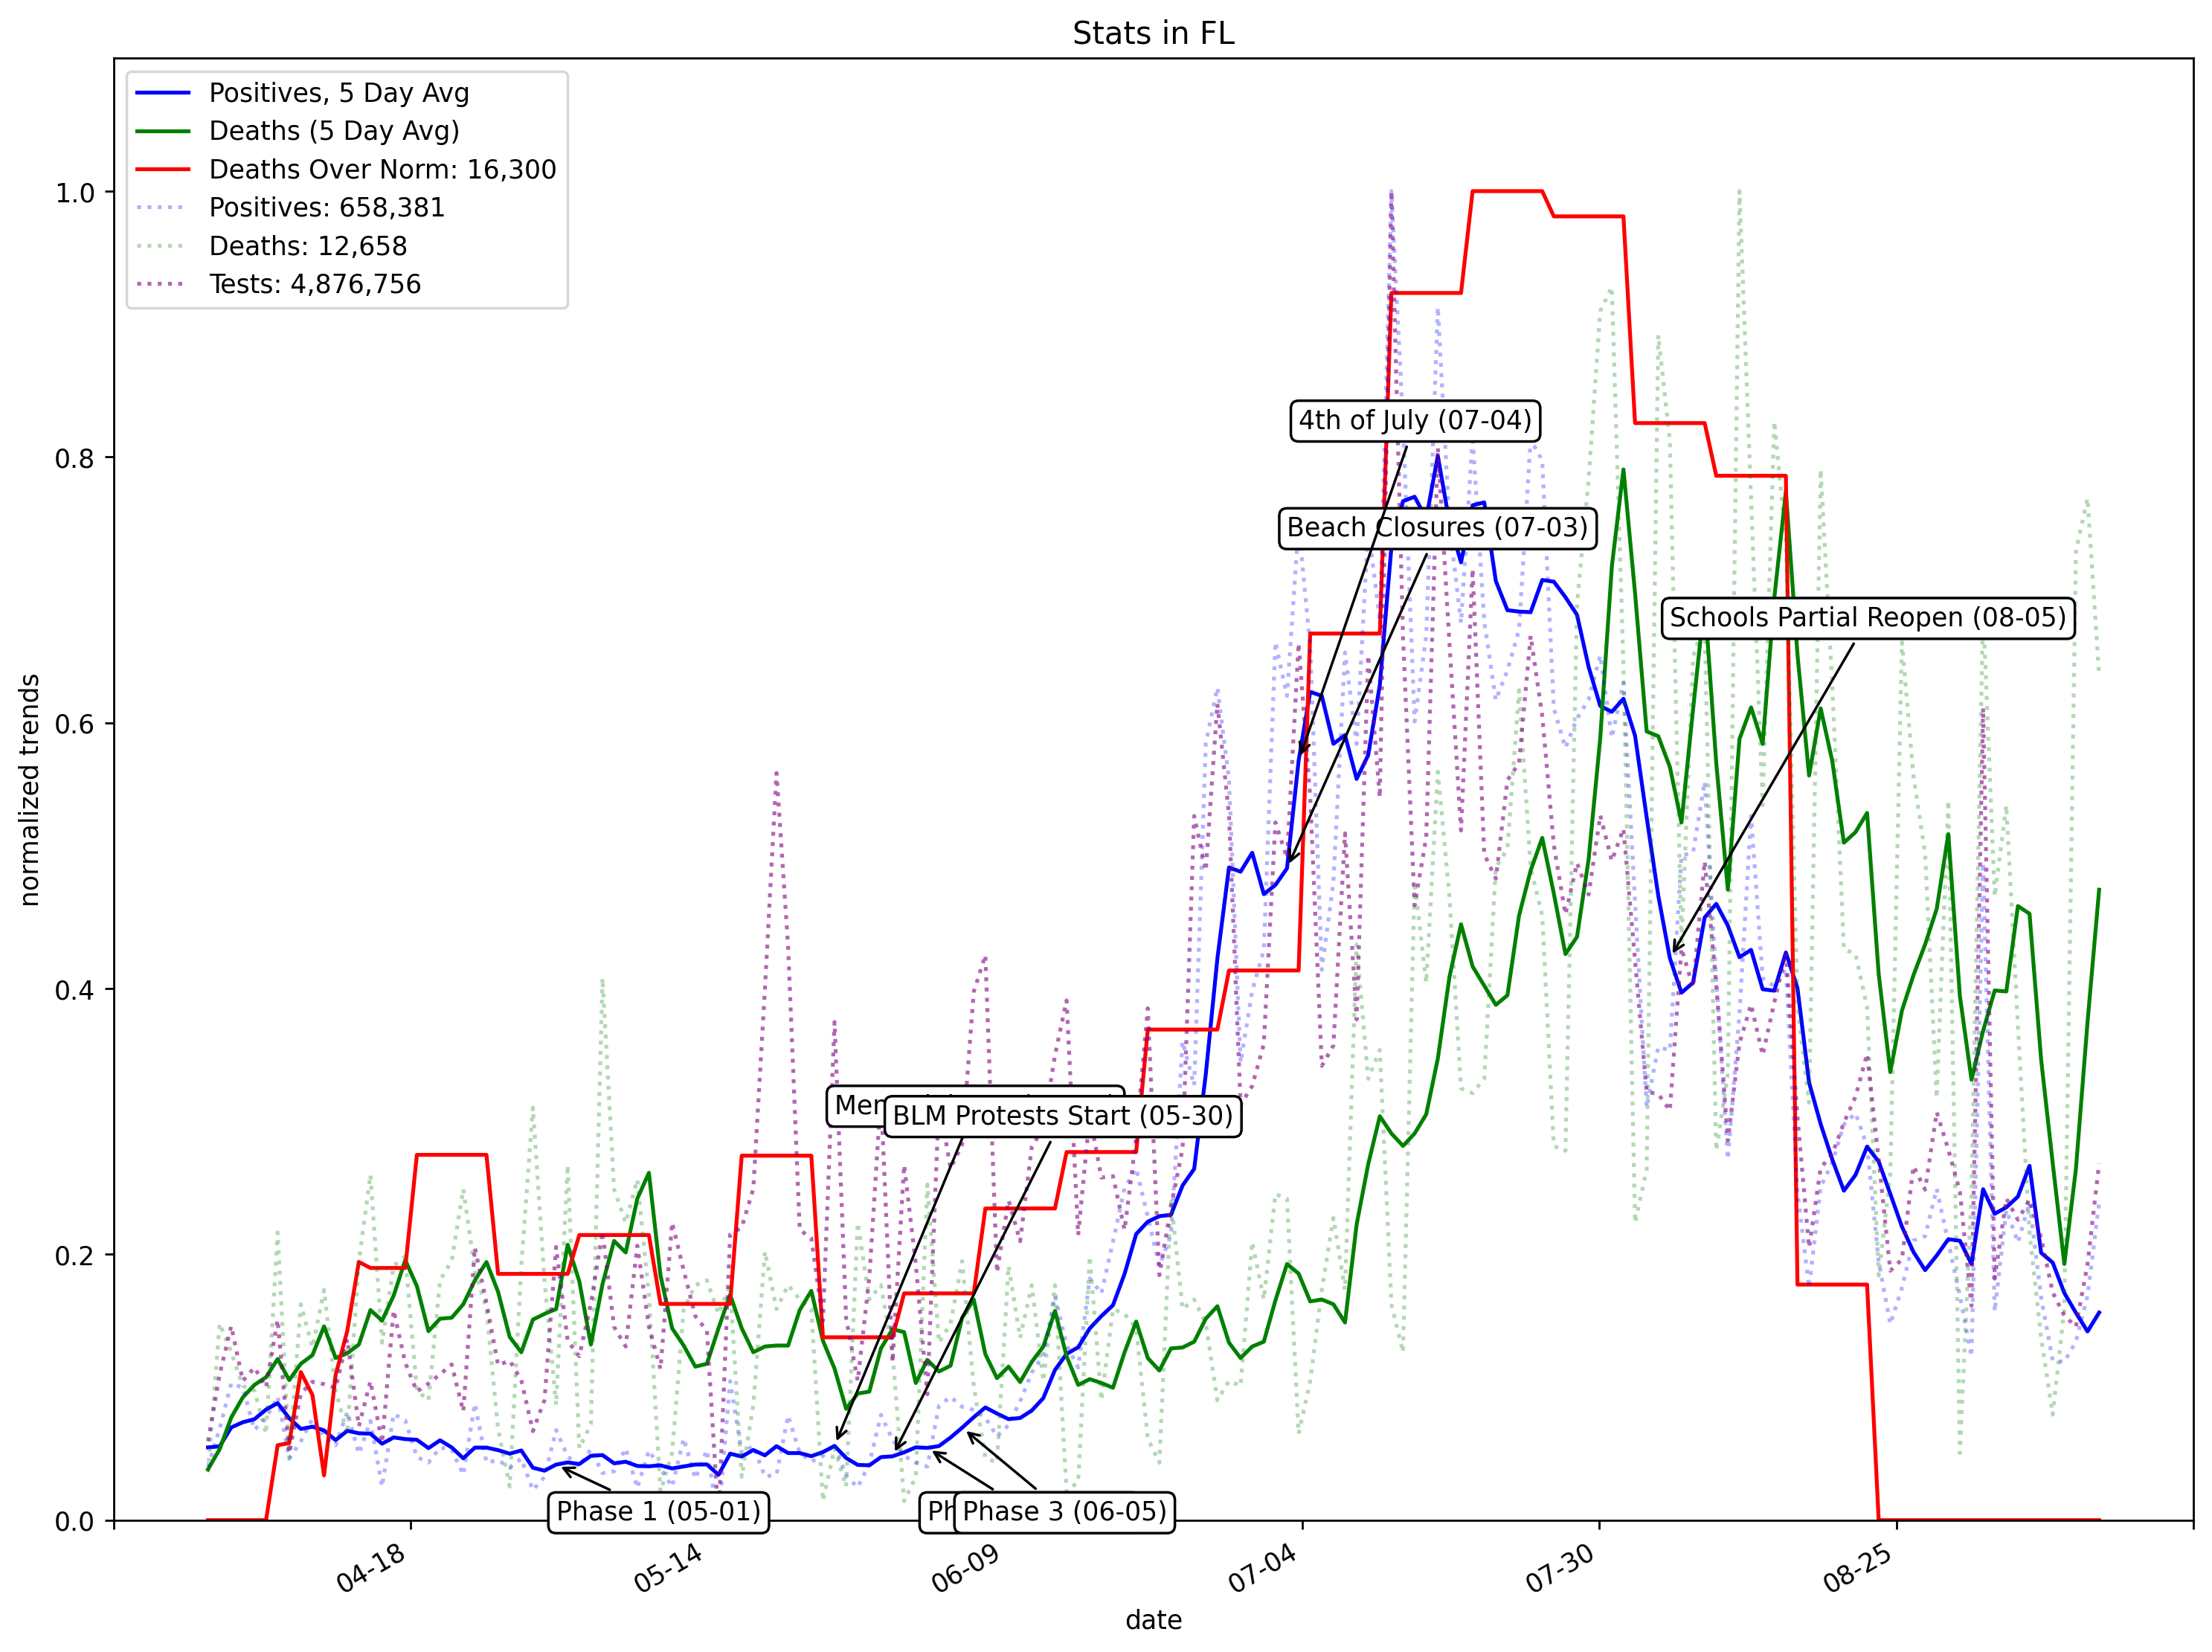 Stats in FL
Positives, 5 Day Avg
Deaths (5 Day Avg)
Deaths Over Norm: 16,300
Positives: 658,381
Deaths: 12,658
Tests: 4,876,756
normalized trends
1.0
0.8
0.6
0.4
0.2
0.0
4th of July (07-04)
Beach Closures (07-03)
Schools Partial Reopen (08-05)
BLM Protests Start (05-30)
Phase 1 (05-01)
Phase 3 (06-05)
04-18
05-14
06-09
07-04
07-30
08-25
date